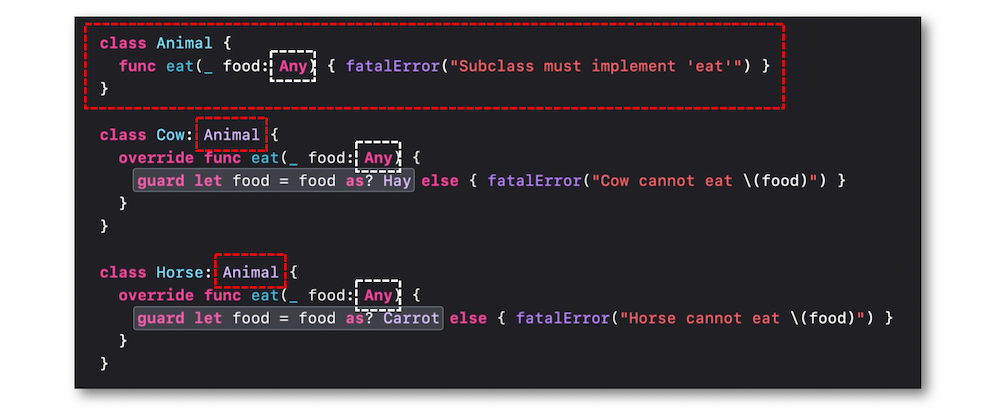 class Animal {
  func eat(_ food: Any) { fatalError("Subclass must implement 'eat'") }
}
class Cow: Animal {
  override func eat(_ food: Any) {
    guard let food = food as? Hay else { fatalError("Cow cannot eat \(food)") }
  }
}
class Horse: Animal {
  override func eat(_ food: Any) {
    guard let food = food as? Carrot else { fatalError("Horse cannot eat \(food)") }
  }
}